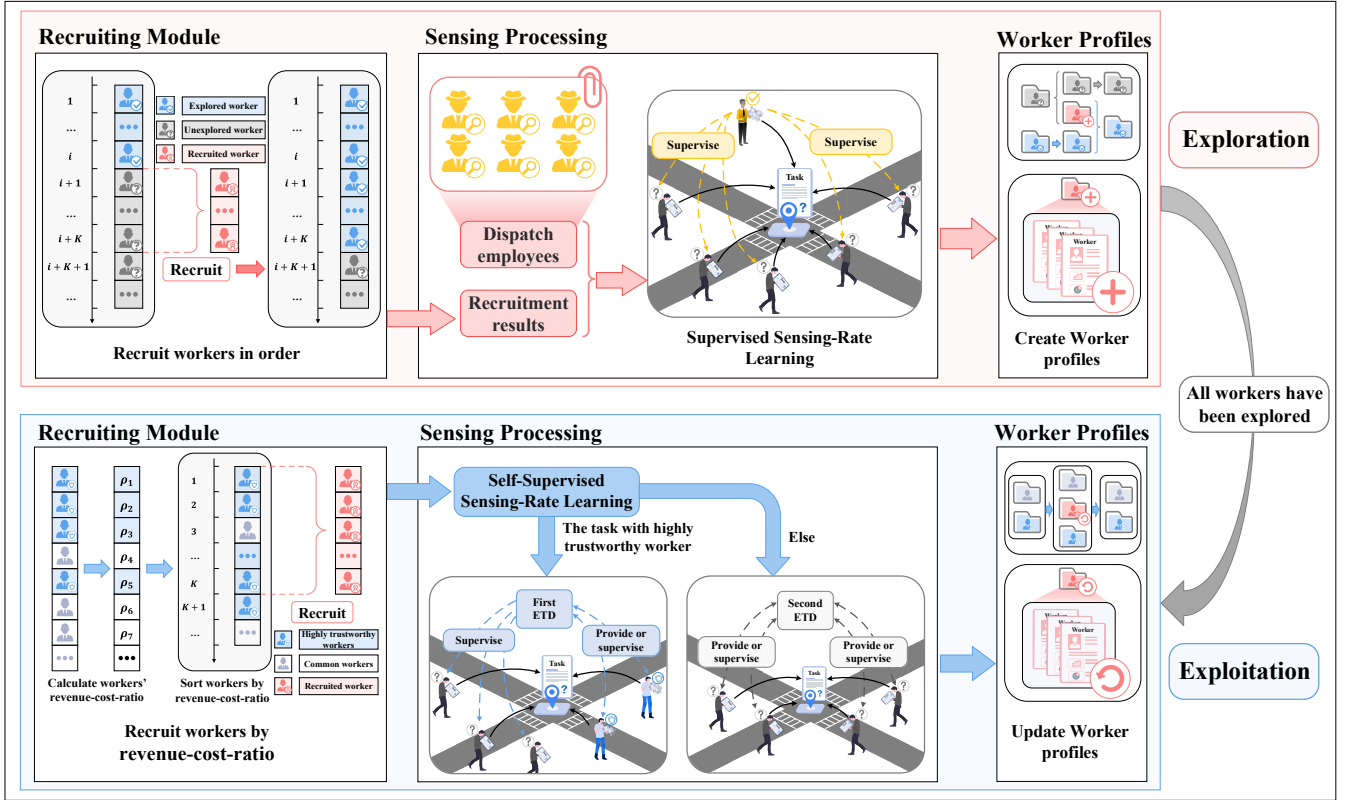 Recruiting Module
1
...
i
i + 1
...
i + K
i + K + 1
...
Explored worker
Unexplored worker
Recruited worker
Recruit
1
...
i
i + 1
...
i + K
i + K + 1
...
Recruit workers in order
Sensing Processing
Dispatch
employees
Recruitment
results
Supervise
Supervise
Task
?
?
?
?
?
?
Supervised Sensing-Rate
Learning
Worker Profiles
Worker
Create Worker
profiles
Exploration
All workers have
been explored
Exploitation
Recruiting Module
ρ1
ρ2
ρ3
ρ4
ρ5
ρ6
ρ7
•••
Calculate workers'
revenue-cost-ratio
1
2
3
...
K
K + 1
...
Sort workers by
revenue-cost-ratio
Recruit
Highly trustworthy
workers
Common workers
Recruited worker
Recruit workers by
revenue-cost-ratio
Sensing Processing
Self-Supervised
Sensing-Rate Learning
The task with highly
trustworthy worker
Else
First
ETD
Supervise
Provide or
supervise
Task
?
?
?
?
Second
ETD
Provide or
supervise
Provide or
supervise
Task
?
?
?
?
?
Worker Profiles
Worker
Update Worker
profiles